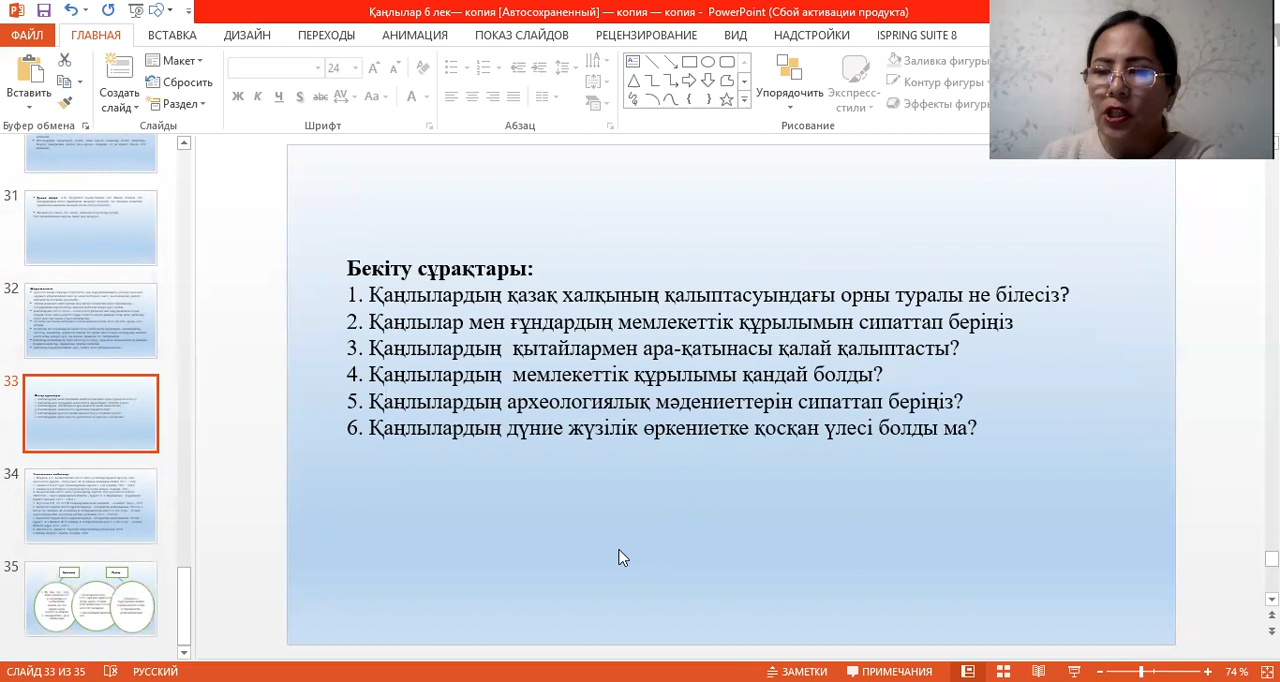 Қаңлылар 6 лек— копия [Автосохраненный] — копия — копия - PowerPoint (Сбой активации продукта)
ФАЙЛ ГЛАВНАЯ ВСТАВКА ДИЗАЙН ПЕРЕХОДЫ АНИМАЦИЯ ПОКАЗ СЛАЙДОВ РЕЦЕНЗИРОВАНИЕ ВИД НАДСТРОЙКИ ISPRING SUITE 8
Вставить
Создать слайд
Макет
Сбросить
Раздел
24
Ж К Ч S abc AV Aa A
Упорядочить
Экспресс-стили
Заливка фигуры
Контур фигуры
Эффекты фигуры
Буфер обмена Слайды Шрифт Абзац Рисование
31
32
33
34
35
Бекіту сұрақтары:
1. Қаңлылардың қазақ халқының қалыптасуынданы орны туралы не білесіз?
2. Қаңлылар мен ғұндардың мемлекеттік құрылымын сипаттап беріңіз
3. Қаңлылардың қытайлармен ара-қатынасы қалай қалыптасты?
4. Қаңлылардың мемлекеттік құрылымы қандай болды?
5. Қаңлылардың археологиялық мәдениеттерін сипаттап беріңіз?
6. Қаңлылардың дүние жүзілік өркениетке қосқан үлесі болды ма?
СЛАЙД 33 ИЗ 35 РУССКИЙ ЗАМЕТКИ ПРИМЕЧАНИЯ 74 %